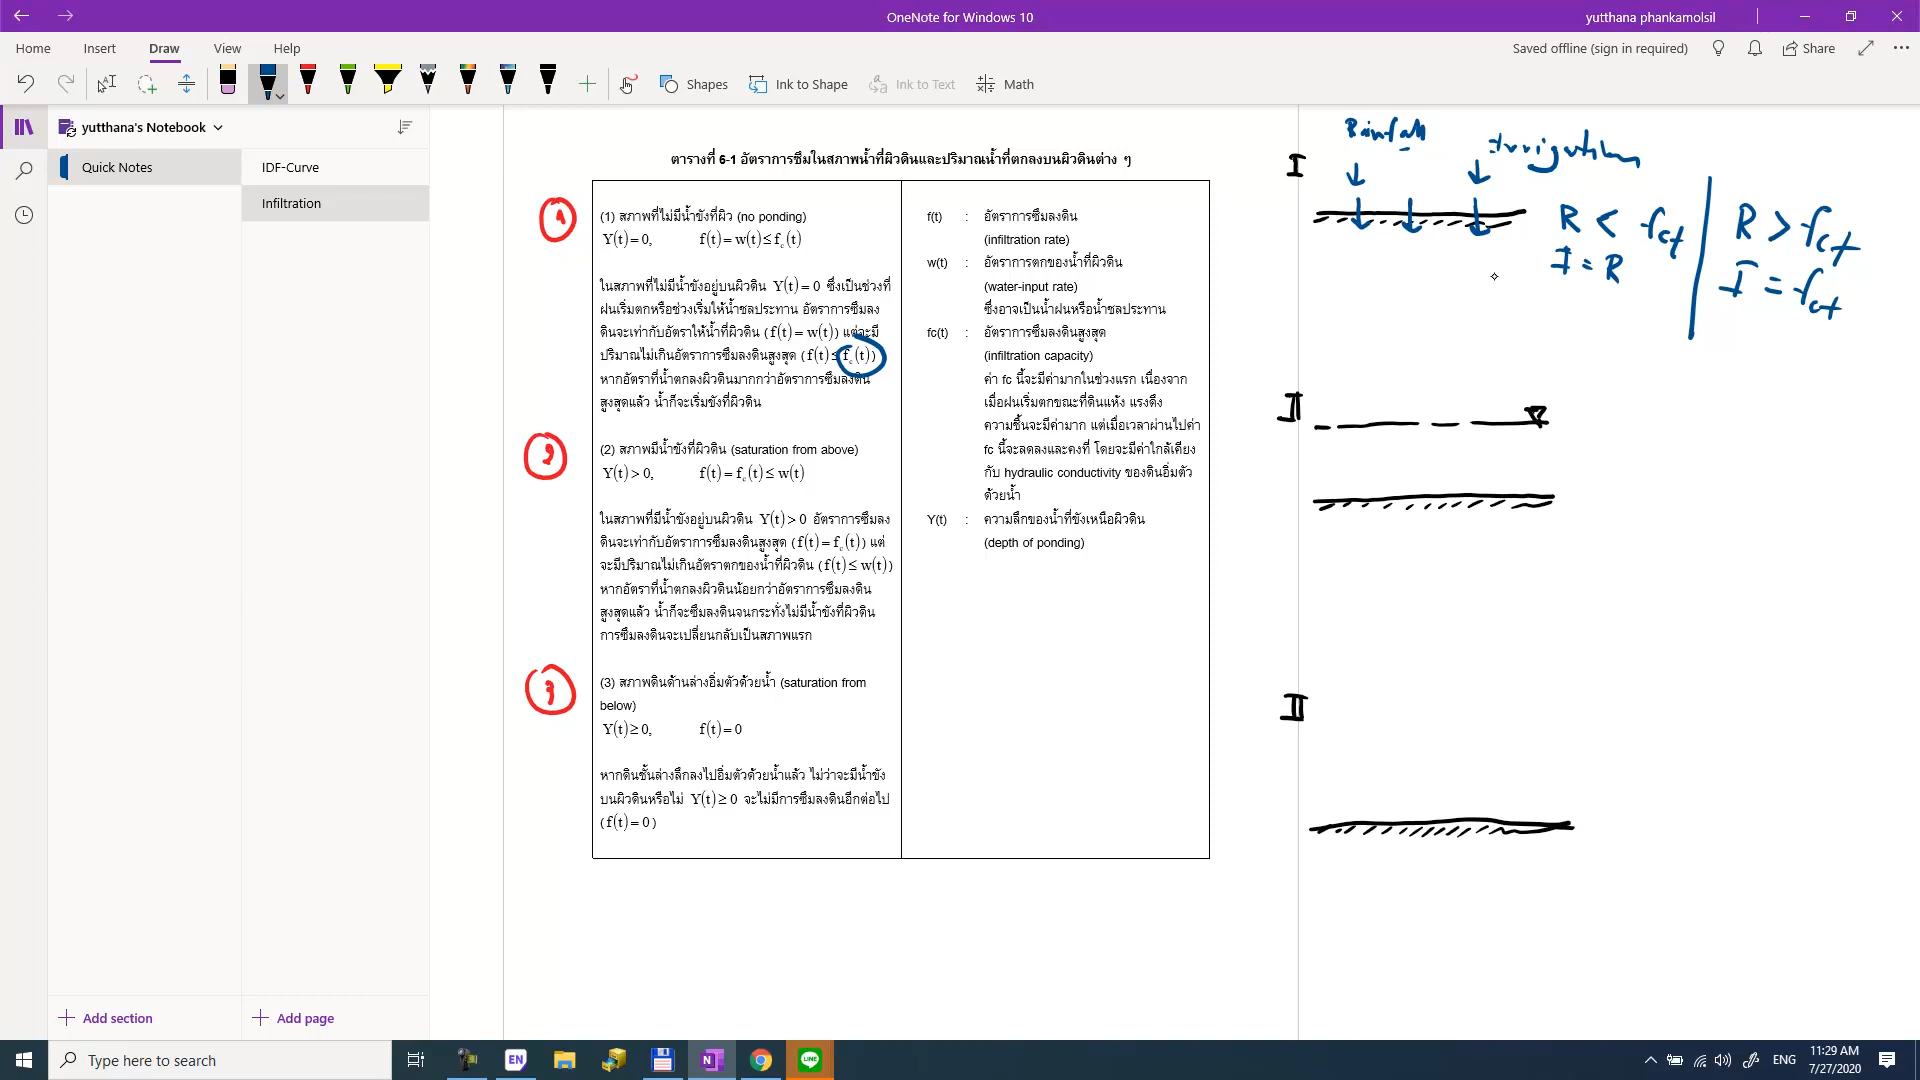 OneNote for Windows 10
yutthana phankamolsil
Home Insert Draw View Help
Saved offline (sign in required)
Share
Shapes
Ink to Shape
Ink to Text
Math
yutthana's Notebook
Quick Notes
IDF-Curve
Infiltration
Add section
Add page
ตารางที่ 6-1 อัตราการซึมในสภาพน้ำที่ผิวดินและปริมาณน้ำที่ตกลงบนผิวดินต่าง ๆ
(1) สภาพที่ไม่มีน้ำขังที่ผิว (no ponding)
Y(t) = 0, f(t) = w(t) ≤ f_c(t)
ในสภาพที่ไม่มีน้ำขังอยู่บนผิวดิน Y(t) = 0 ซึ่งเป็นช่วงที่
ฝนเริ่มตกหรือช่วงเริ่มให้น้ำชลประทาน อัตราการซึมลง
ดินจะเท่ากับอัตราให้น้ำที่ผิวดิน (f(t) = w(t)) แต่จะมี
ปริมาณไม่เกินอัตราการซึมลงดินสูงสุด (f(t) ≤ f_c(t))
หากอัตราที่น้ำตกลงผิวดินมากกว่าอัตราการซึมลงดิน
สูงสุดแล้ว น้ำก็จะเริ่มขังที่ผิวดิน
(2) สภาพมีน้ำขังที่ผิวดิน (saturation from above)
Y(t) > 0, f(t) = f_c(t) ≤ w(t)
ในสภาพที่มีน้ำขังอยู่บนผิวดิน Y(t) > 0 อัตราการซึมลง
ดินจะเท่ากับอัตราการซึมลงดินสูงสุด (f(t) = f_c(t)) แต่
จะมีปริมาณไม่เกินอัตราตกของน้ำที่ผิวดิน (f(t) ≤ w(t))
หากอัตราที่น้ำตกลงผิวดินน้อยกว่าอัตราการซึมลงดิน
สูงสุดแล้ว น้ำก็จะซึมลงดินจนกระทั่งไม่มีน้ำขังที่ผิวดิน
การซึมลงดินจะเปลี่ยนกลับเป็นสภาพแรก
(3) สภาพดินด้านล่างอิ่มตัวด้วยน้ำ (saturation from
below)
Y(t) ≥ 0, f(t) = 0
หากดินชั้นล่างลึกลงไปอิ่มตัวด้วยน้ำแล้ว ไม่ว่าจะมีน้ำขัง
บนผิวดินหรือไม่ Y(t) ≥ 0 จะไม่มีการซึมลงดินอีกต่อไป
(f(t) = 0)
f(t) : อัตราการซึมลงดิน
(infiltration rate)
w(t) : อัตราการตกของน้ำที่ผิวดิน
(water-input rate)
ซึ่งอาจเป็นน้ำฝนหรือน้ำชลประทาน
fc(t) : อัตราการซึมลงดินสูงสุด
(infiltration capacity)
ค่า fc นี้จะมีค่ามากในช่วงแรก เนื่องจาก
เมื่อฝนเริ่มตกขณะที่ดินแห้ง แรงดึง
ความชื้นจะมีค่ามาก แต่เมื่อเวลาผ่านไปค่า
fc นี้จะลดลงและคงที่ โดยจะมีค่าใกล้เคียง
กับ hydraulic conductivity ของดินอิ่มตัว
ด้วยน้ำ
Y(t) : ความลึกของน้ำที่ขังเหนือผิวดิน
(depth of ponding)
๑
๒
๓
I
Rainfall
Irrigation
R < fct
I = R
R > fct
I = fct
II
III
Type here to search
EN
LINE
ENG
11:29 AM
7/27/2020